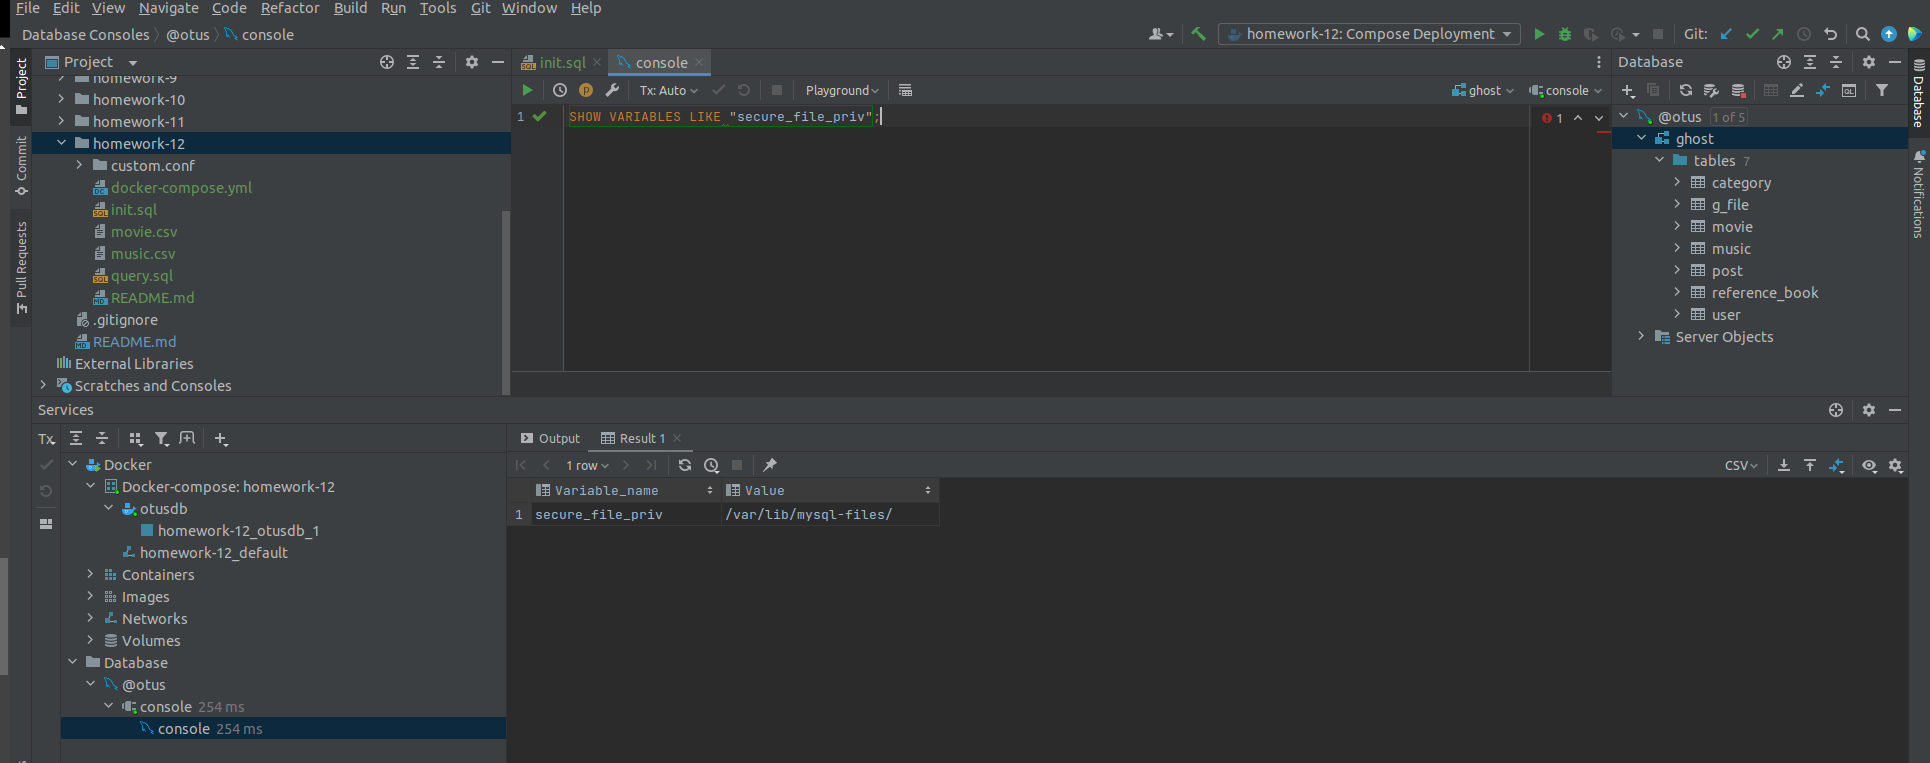 File Edit View Navigate Code Refactor Build Run Tools Git Window Help
Database Consoles @otus console
homework-12: Compose Deployment Git:
Project
homework-9
homework-10
homework-11
homework-12
custom.conf
docker-compose.yml
init.sql
movie.csv
music.csv
query.sql
README.md
.gitignore
README.md
External Libraries
Scratches and Consoles
Project
Commit
Pull Requests
init.sql console
Tx: Auto Playground ghost console
1 SHOW VARIABLES LIKE "secure_file_priv"; 1
Database
@otus 1 of 5
ghost
tables 7
category
g_file
movie
music
post
reference_book
user
Server Objects
Database
Notifications
Services
Tx
Docker
Docker-compose: homework-12
otusdb
homework-12_otusdb_1
homework-12_default
Containers
Images
Networks
Volumes
Database
@otus
console 254 ms
console 254 ms
Output Result 1
1 row CSV
Variable_name Value
1 secure_file_priv /var/lib/mysql-files/